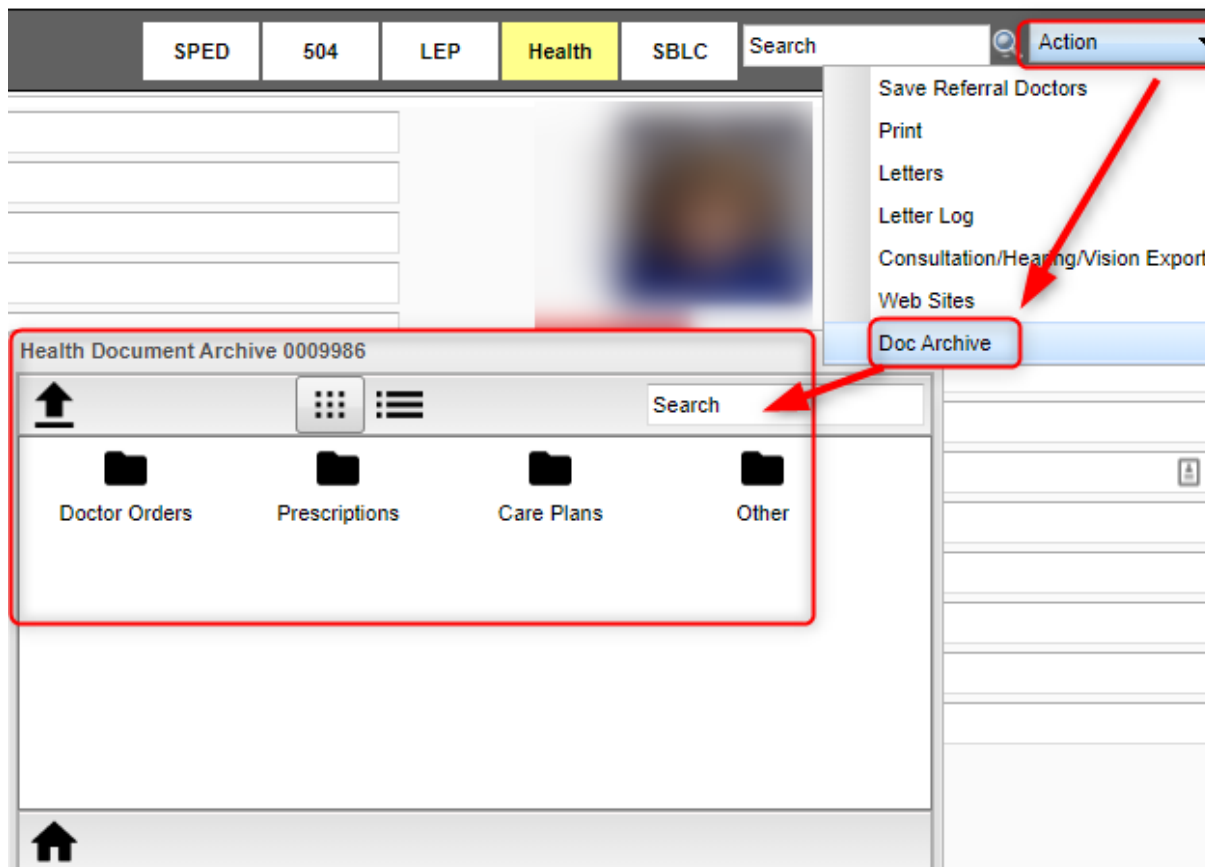 SPED 504 LEP Health SBLC Search Action
Save Referral Doctors
Print
Letters
Letter Log
Consultation/Hearing/Vision Export
Web Sites
Doc Archive
Health Document Archive 0009986
Search
Doctor Orders Prescriptions Care Plans Other